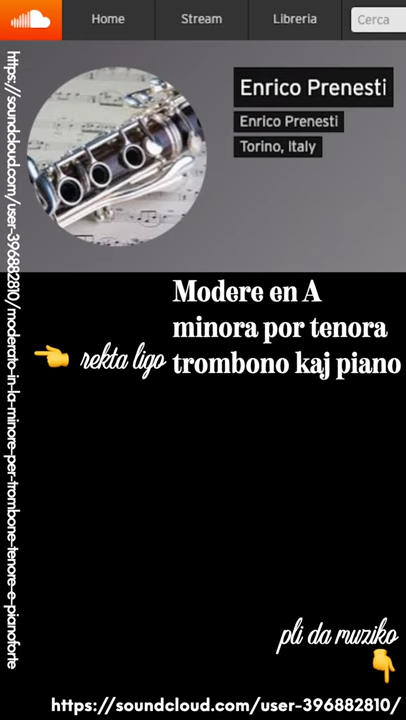 Home Stream Libreria Cerca
Enrico Prenesti
Enrico Prenesti
Torino, Italy
https://soundcloud.com/user-396882810/moderato-in-la-minore-per-trombone-tenore-e-pianoforte
Modere en A
minora por tenora
trombono kaj piano
👈 rekta ligo
pli da muziko
👇
https://soundcloud.com/user-396882810/